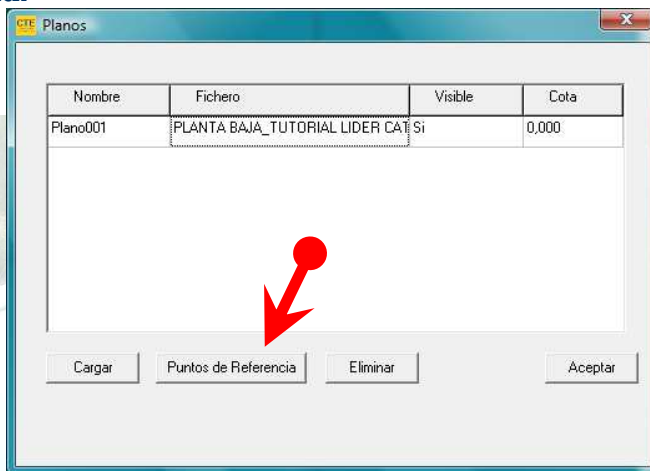 CTE Planos
Nombre Fichero Visible Cota
Plano001 PLANTA BAJA_TUTORIAL LIDER CAT Si 0,000
Cargar Puntos de Referencia Eliminar Aceptar